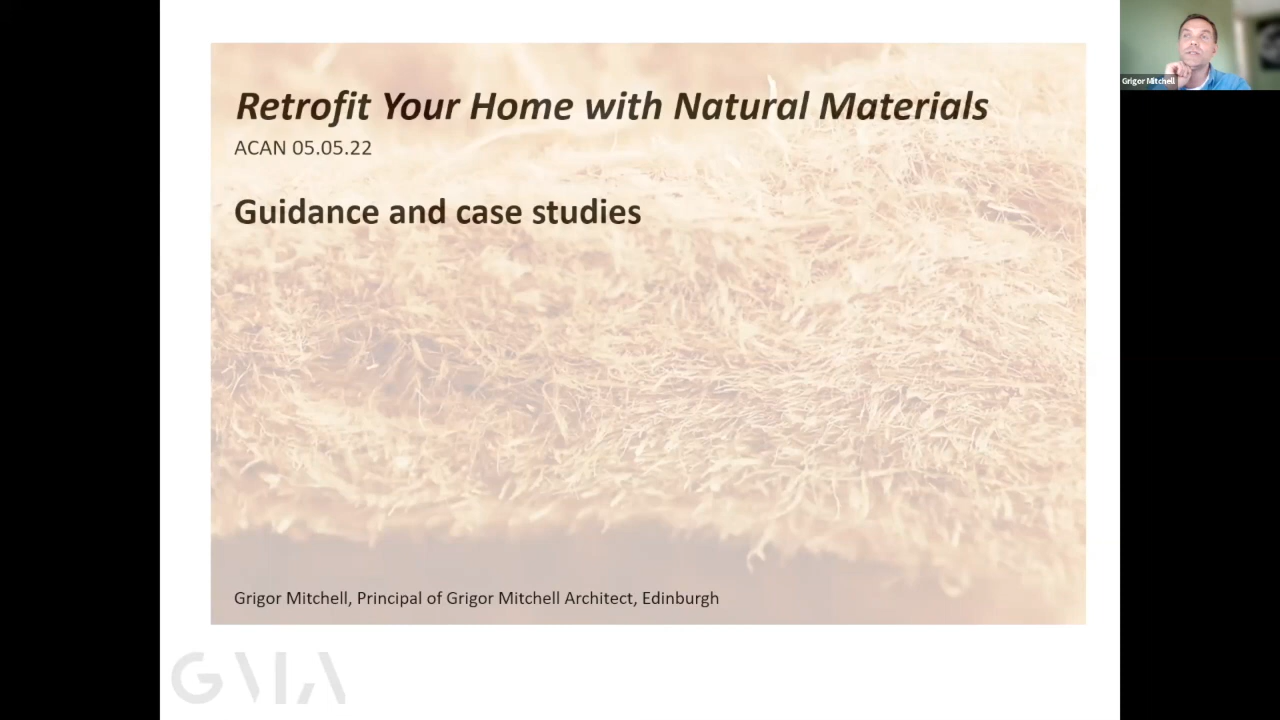 Retrofit Your Home with Natural Materials
ACAN 05.05.22
Guidance and case studies
Grigor Mitchell, Principal of Grigor Mitchell Architect, Edinburgh
Grigor Mitchell
GMA